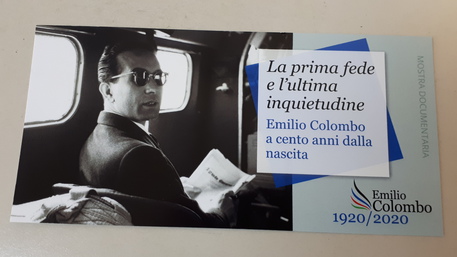 La prima fede
e l'ultima
inquietudine
Emilio Colombo
a cento anni dalla
nascita
MOSTRA DOCUMENTARIA
Emilio
Colombo
1920/2020